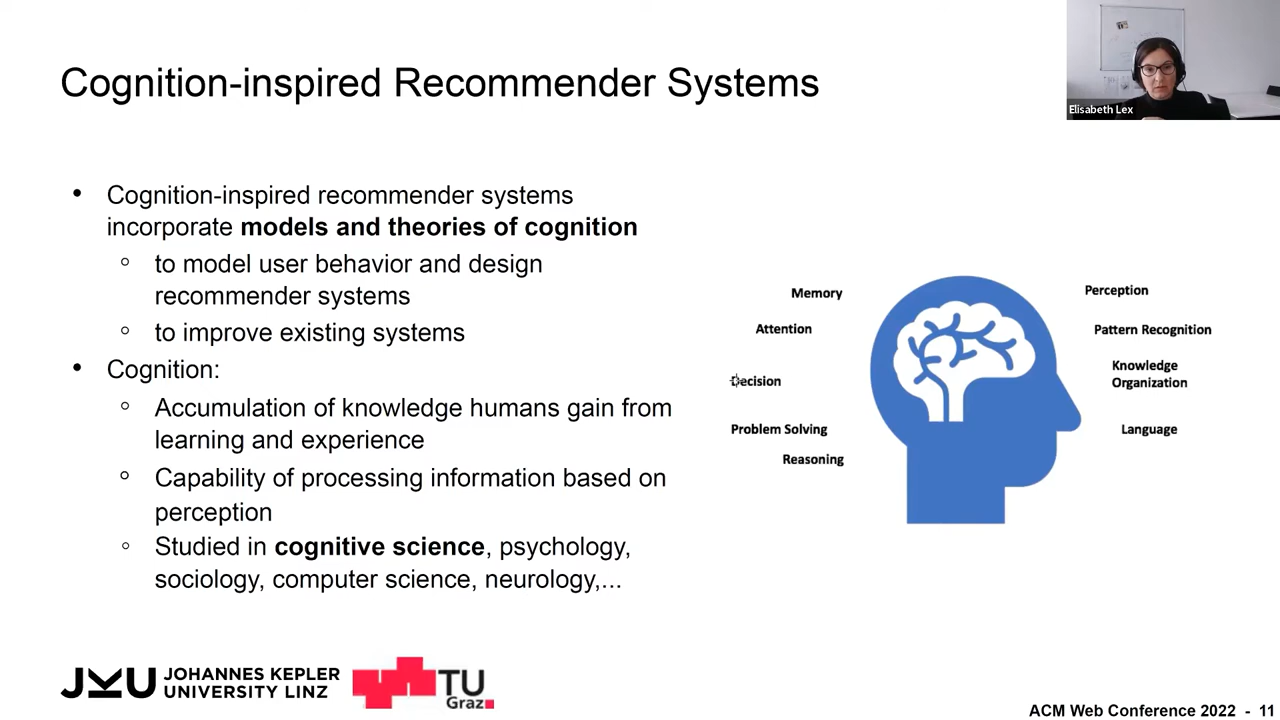 Cognition-inspired Recommender Systems
Elisabeth Lex
• Cognition-inspired recommender systems
incorporate models and theories of cognition
○ to model user behavior and design
recommender systems
○ to improve existing systems
• Cognition:
○ Accumulation of knowledge humans gain from
learning and experience
○ Capability of processing information based on
perception
○ Studied in cognitive science, psychology,
sociology, computer science, neurology,...
Memory
Attention
Decision
Problem Solving
Reasoning
Perception
Pattern Recognition
Knowledge
Organization
Language
JKU JOHANNES KEPLER
UNIVERSITY LINZ
TU
Graz
ACM Web Conference 2022 - 11